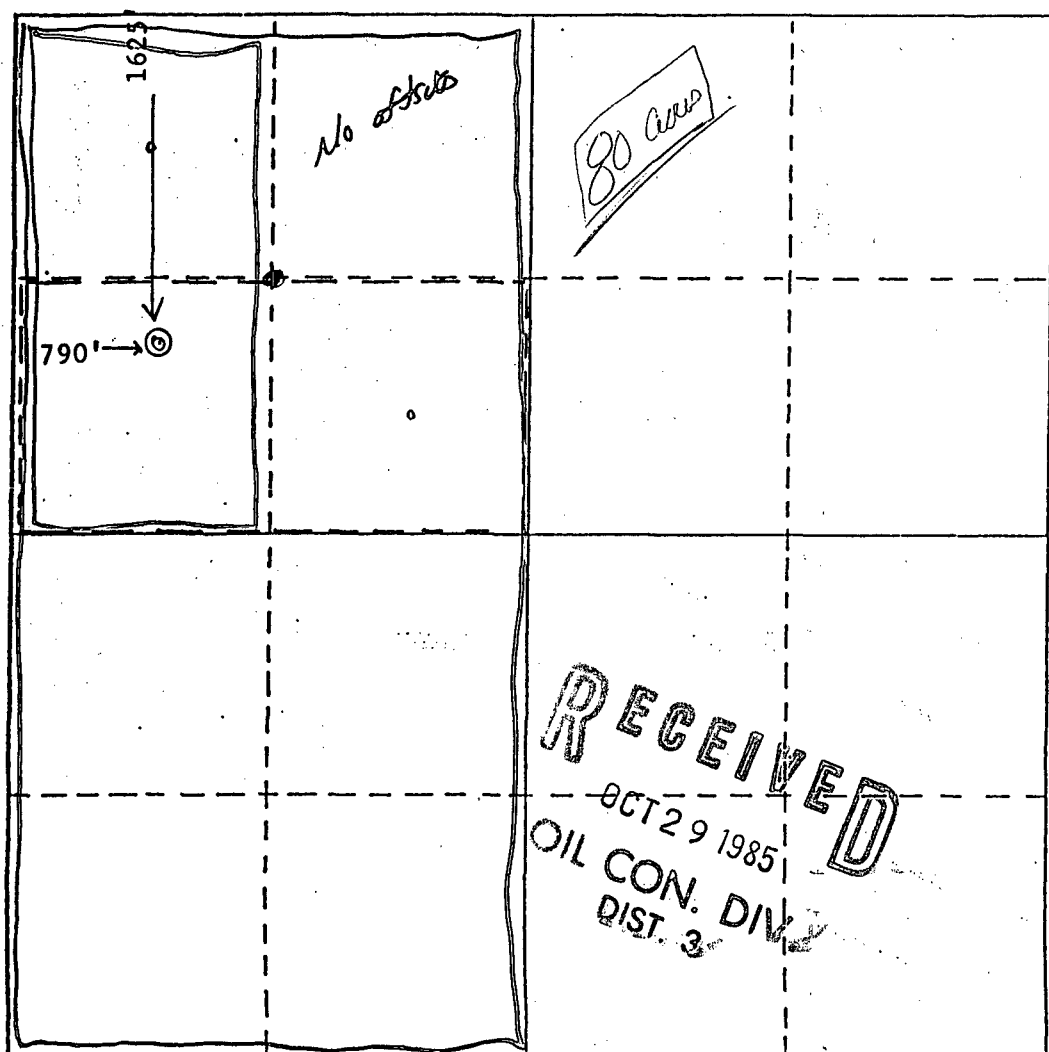 1625'
No offsets
80 acres
790'
RECEIVED
OCT 29 1985
OIL CON. DIV.
DIST. 3